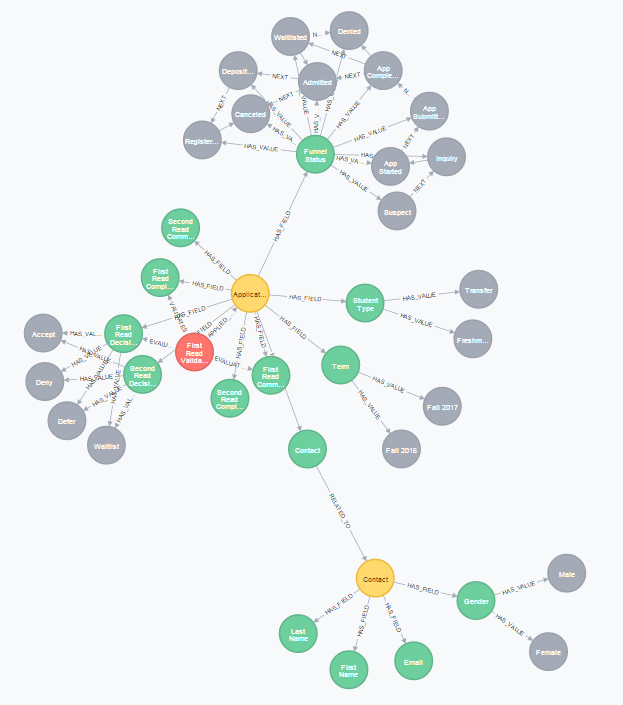 Waitlisted
N...
Denied
NEXT
Deposit...
NEXT
Admitted
NEXT
App
Comple...
NEXT
Canceled
NEXT
HAS_VALUE
App
Submitt...
Register...
HAS_VALUE
Funnel
Status
HAS_VALUE
HAS_VALUE
HAS_VA...
App
Started
NEXT
Inquiry
HAS_VALUE
NEXT
Suspect
HAS_FIELD
Second
Read
Comm...
HAS_FIELD
First
Read
Compl...
HAS_FIELD
Applicat...
HAS_FIELD
Student
Type
HAS_VALUE
Transfer
HAS_VALUE
Freshm...
VALIDATES
HAS_FIELD
HAS_FIELD
Accept
HAS_VAL...
First
Read
Decisi...
EVALU...
First
Read
Valida...
APPLIED...
EVALUAT...
First
Read
Comm...
HAS_FIELD
Term
HAS_VALUE
Fall 2017
HAS_VALUE
Fall 2016
Deny
HAS_VALUE
Second
Read
Decisi...
HAS_FIELD
Second
Read
Compl...
Defer
HAS_VALUE
HAS_VAL...
Waitlist
Contact
RELATED_TO
Contact
HAS_FIELD
Gender
HAS_VALUE
Male
HAS_VALUE
Female
HAS_FIELD
Last
Name
HAS_FIELD
First
Name
HAS_FIELD
Email